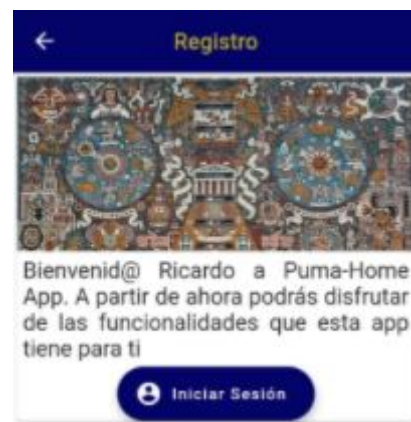 Registro
Bienvenid@ Ricardo a Puma-Home
App. A partir de ahora podrás disfrutar
de las funcionalidades que esta app
tiene para ti
Iniciar Sesión